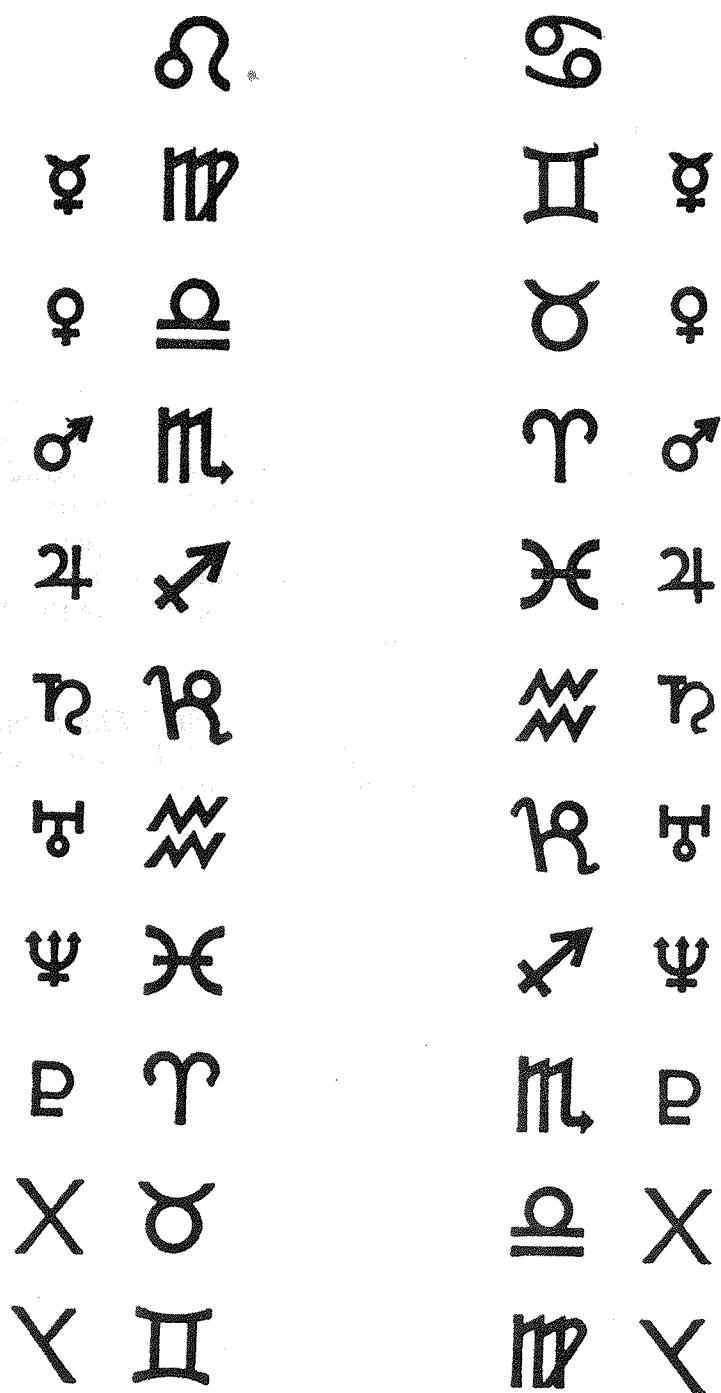 ♌ ♋
☿ ♍ ♊ ☿
♀ ♎ ♉ ♀
♂ ♏ ♈ ♂
♃ ♐ ♓ ♃
♄ ♑ ♒ ♄
♅ ♒ ♑ ♅
♆ ♓ ♐ ♆
♇ ♈ ♏ ♇
X ♉ ♎ X
Y ♊ ♍ Y